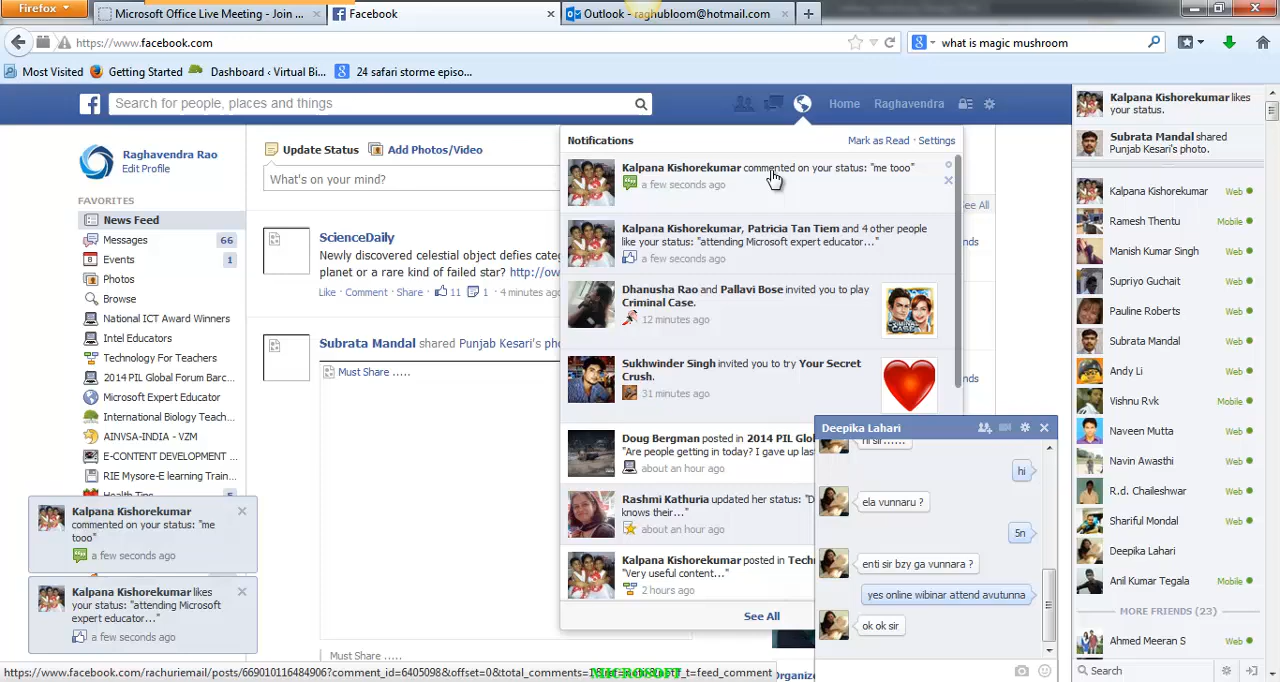 Firefox
Microsoft Office Live Meeting - Join ...
Facebook
Outlook - raghubloom@hotmail.com
https://www.facebook.com
what is magic mushroom
Most Visited
Getting Started
Dashboard ‹ Virtual Bi...
24 safari storme episo...
Search for people, places and things
Home
Raghavendra
Raghavendra Rao
Edit Profile
FAVORITES
News Feed
Messages 66
Events 1
Photos
Browse
National ICT Award Winners
Intel Educators
Technology For Teachers
2014 PIL Global Forum Barc...
Microsoft Expert Educator
International Biology Teach...
AINVSA-INDIA - VZM
E-CONTENT DEVELOPMENT ...
RIE Mysore-E learning Train...
Health Tips
Kalpana Kishorekumar
commented on your status: "me
tooo"
a few seconds ago
Kalpana Kishorekumar likes
your status: "attending Microsoft
expert educator..."
a few seconds ago
Update Status
Add Photos/Video
What's on your mind?
ScienceDaily
Newly discovered celestial object defies cate
planet or a rare kind of failed star? http://ow
Like · Comment · Share · 11 1 · 4 minutes
Subrata Mandal shared Punjab Kesari's pho
Must Share .....
Must Share .....
Notifications
Mark as Read · Settings
Kalpana Kishorekumar commented on your status: "me tooo"
a few seconds ago
Kalpana Kishorekumar, Patricia Tan Tiem and 4 other people
like your status: "attending Microsoft expert educator..."
a few seconds ago
Dhanusha Rao and Pallavi Bose invited you to play
Criminal Case.
12 minutes ago
Sukhwinder Singh invited you to try Your Secret
Crush.
31 minutes ago
Doug Bergman posted in 2014 PIL Glob
"Are people getting in today? I gave up las
about an hour ago
Rashmi Kathuria updated her status: "D
knows their..."
about an hour ago
Kalpana Kishorekumar posted in Techn
"Very useful content..."
2 hours ago
See All
See All
nds
nds
Organiz
Deepika Lahari
hi sir......
hi
ela vunnaru ?
5n
enti sir bzy ga vunnara ?
yes online wibinar attend avutunna
ok ok sir
Kalpana Kishorekumar likes
your status.
Subrata Mandal shared
Punjab Kesari's photo.
Kalpana Kishorekumar Web
Ramesh Thentu Mobile
Manish Kumar Singh Web
Supriyo Guchait Web
Pauline Roberts Web
Subrata Mandal Web
Andy Li Web
Vishnu Rvk Mobile
Naveen Mutta Web
Navin Awasthi Web
R.d. Chaileshwar Web
Shariful Mondal Web
Deepika Lahari
Anil Kumar Tegala Mobile
MORE FRIENDS (23)
Ahmed Meeran S Web
Search
MICROSOFT